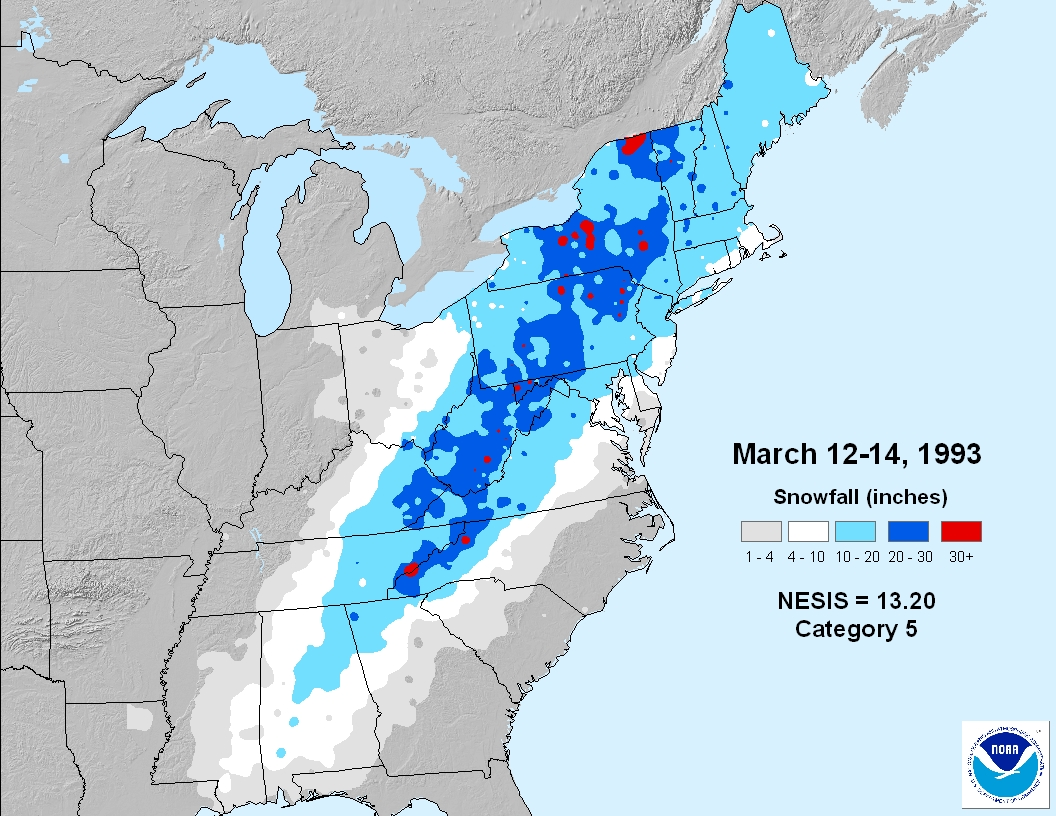 March 12-14, 1993
Snowfall (inches)
1 - 4 4 - 10 10 - 20 20 - 30 30+
NESIS = 13.20
Category 5
NOAA